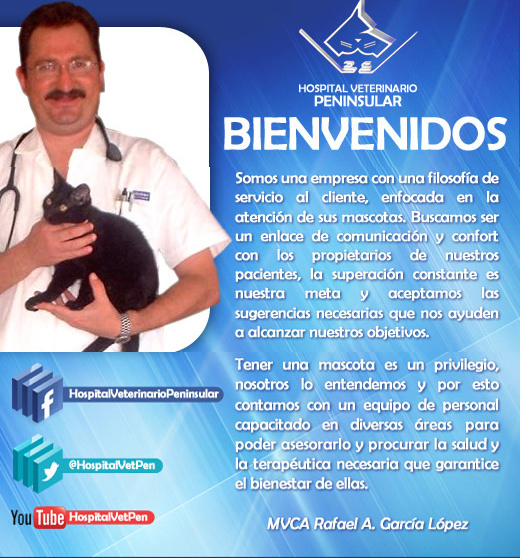 HOSPITAL VETERINARIO
PENINSULAR
BIENVENIDOS
Somos una empresa con una filosofía de
servicio al cliente, enfocada en la
atención de sus mascotas. Buscamos ser
un enlace de comunicación y confort
con los propietarios de nuestros
pacientes, la superación constante es
nuestra meta y aceptamos las
sugerencias necesarias que nos ayuden
a alcanzar nuestros objetivos.
Tener una mascota es un privilegio,
nosotros lo entendemos y por esto
contamos con un equipo de personal
capacitado en diversas áreas para
poder asesorarlo y procurar la salud y
la terapéutica necesaria que garantice
el bienestar de ellas.
MVCA Rafael A. García López
f HospitalVeterinarioPeninsular
@HospitalVetPen
YouTube HospitalVetPen